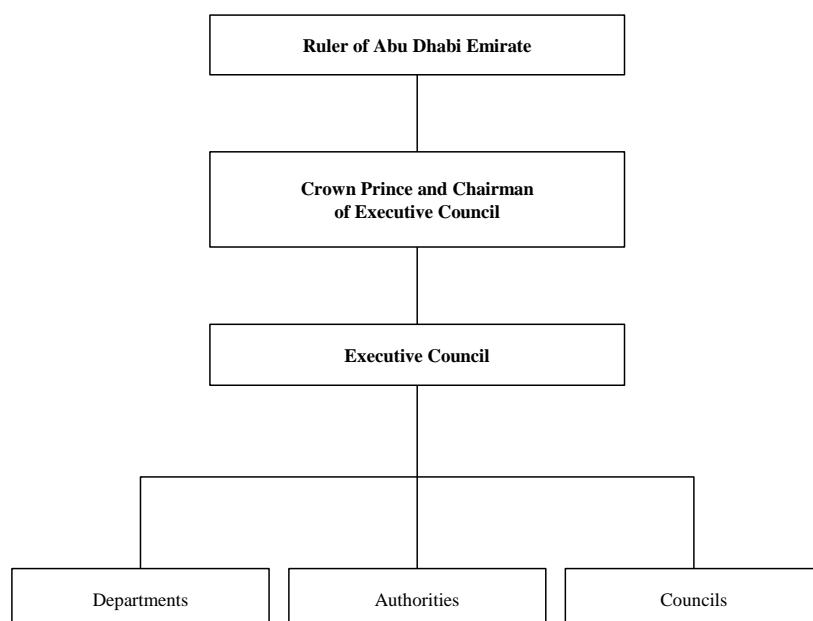 Ruler of Abu Dhabi Emirate
Crown Prince and Chairman
of Executive Council
Executive Council
Departments
Authorities
Councils